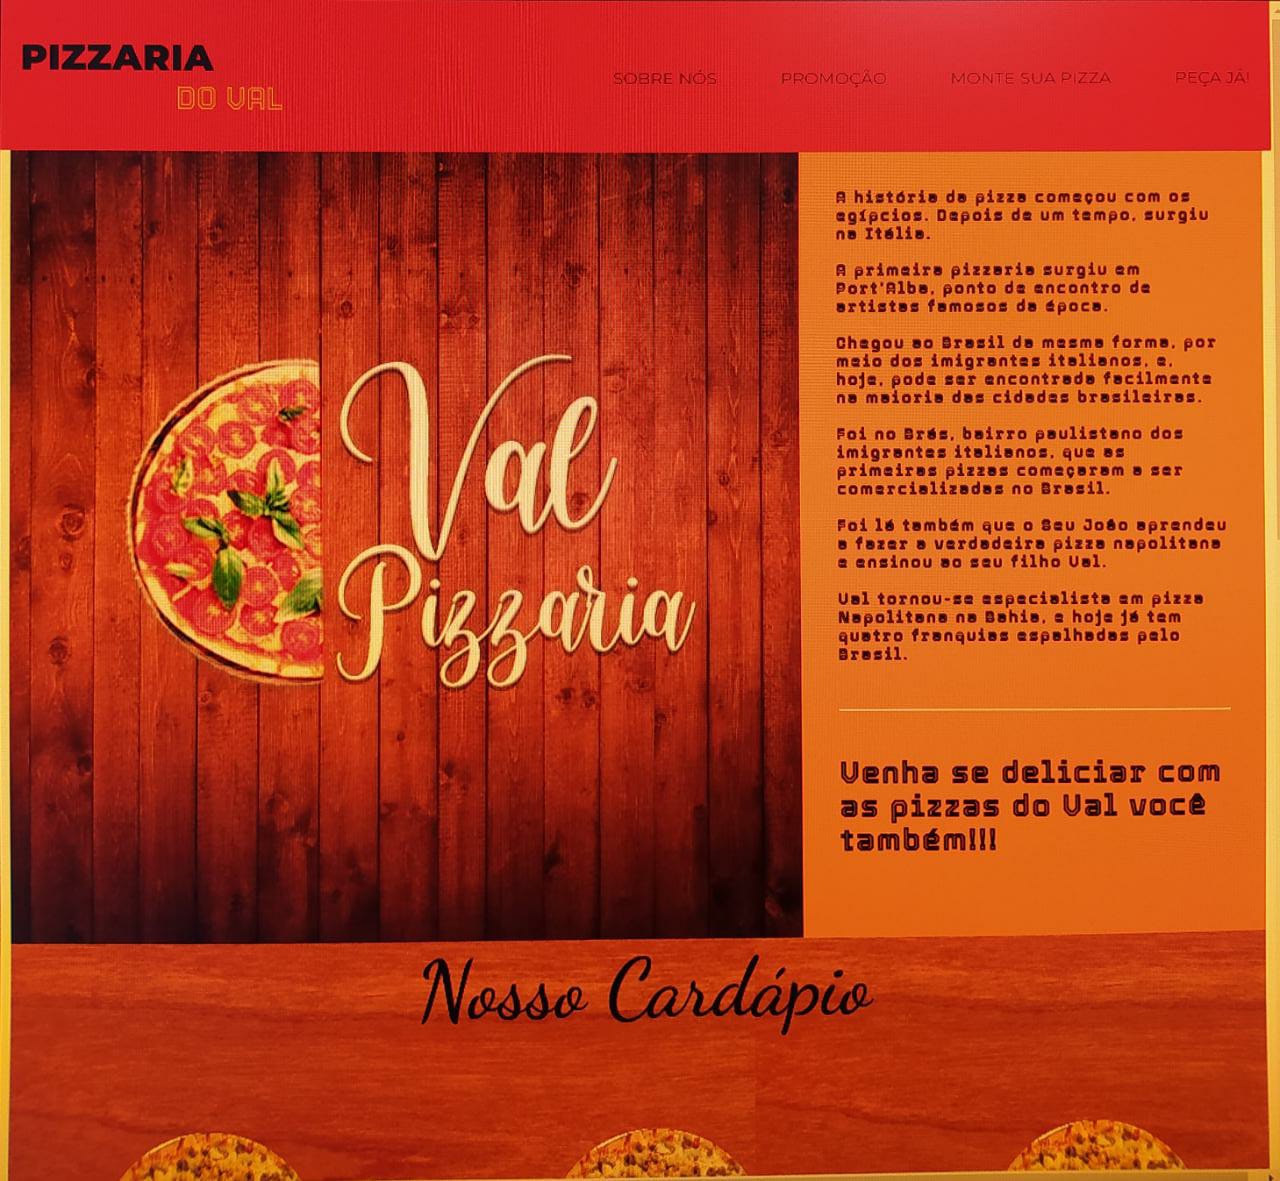 PIZZARIA
DO VAL
SOBRE NÓS PROMOÇÃO MONTE SUA PIZZA PEÇA JÁ!
Val
Pizzaria
A história da pizza começou com os
egípcios. Depois de um tempo, surgiu
na Itália.
A primeira pizzaria surgiu em
Port'Alba, ponto de encontro de
artistas famosos da época.
Chegou ao Brasil da mesma forma, por
meio dos imigrantes italianos, e,
hoje, pode ser encontrada facilmente
na maioria das cidades brasileiras.
Foi no Brás, bairro paulistano dos
imigrantes italianos, que as
primeiras pizzas começaram a ser
comercializadas no Brasil.
Foi lá também que o Seu João aprendeu
a fazer a verdadeira pizza napolitana
e ensinou ao seu filho Val.
Val tornou-se especialista em pizza
Napolitana na Bahia, e hoje já tem
quatro franquias espalhadas pelo
Brasil.
Venha se deliciar com
as pizzas do Val você
também!!!
Nosso Cardápio